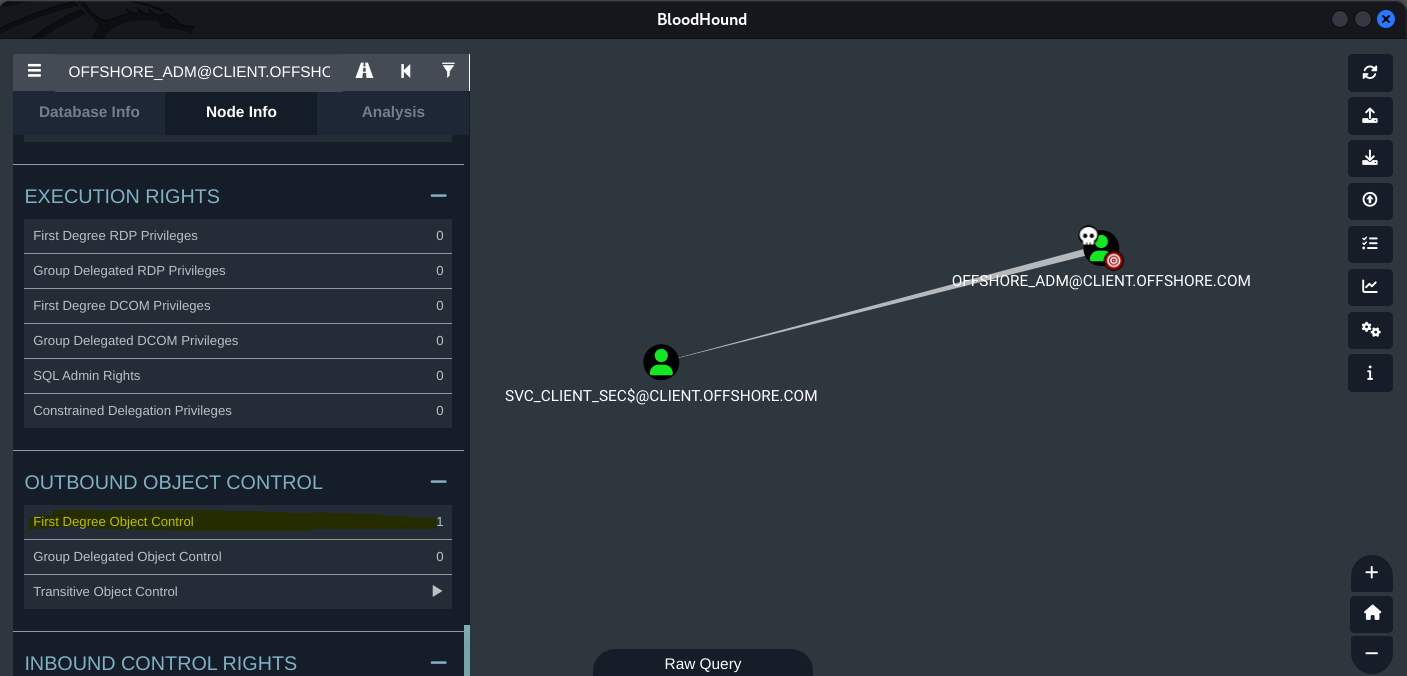 BloodHound
OFFSHORE_ADM@CLIENT.OFFSHC
Database Info
Node Info
Analysis
EXECUTION RIGHTS
First Degree RDP Privileges 0
Group Delegated RDP Privileges 0
First Degree DCOM Privileges 0
Group Delegated DCOM Privileges 0
SQL Admin Rights 0
Constrained Delegation Privileges 0
OUTBOUND OBJECT CONTROL
First Degree Object Control 1
Group Delegated Object Control 0
Transitive Object Control
INBOUND CONTROL RIGHTS
OFFSHORE_ADM@CLIENT.OFFSHORE.COM
SVC_CLIENT_SEC$@CLIENT.OFFSHORE.COM
Raw Query